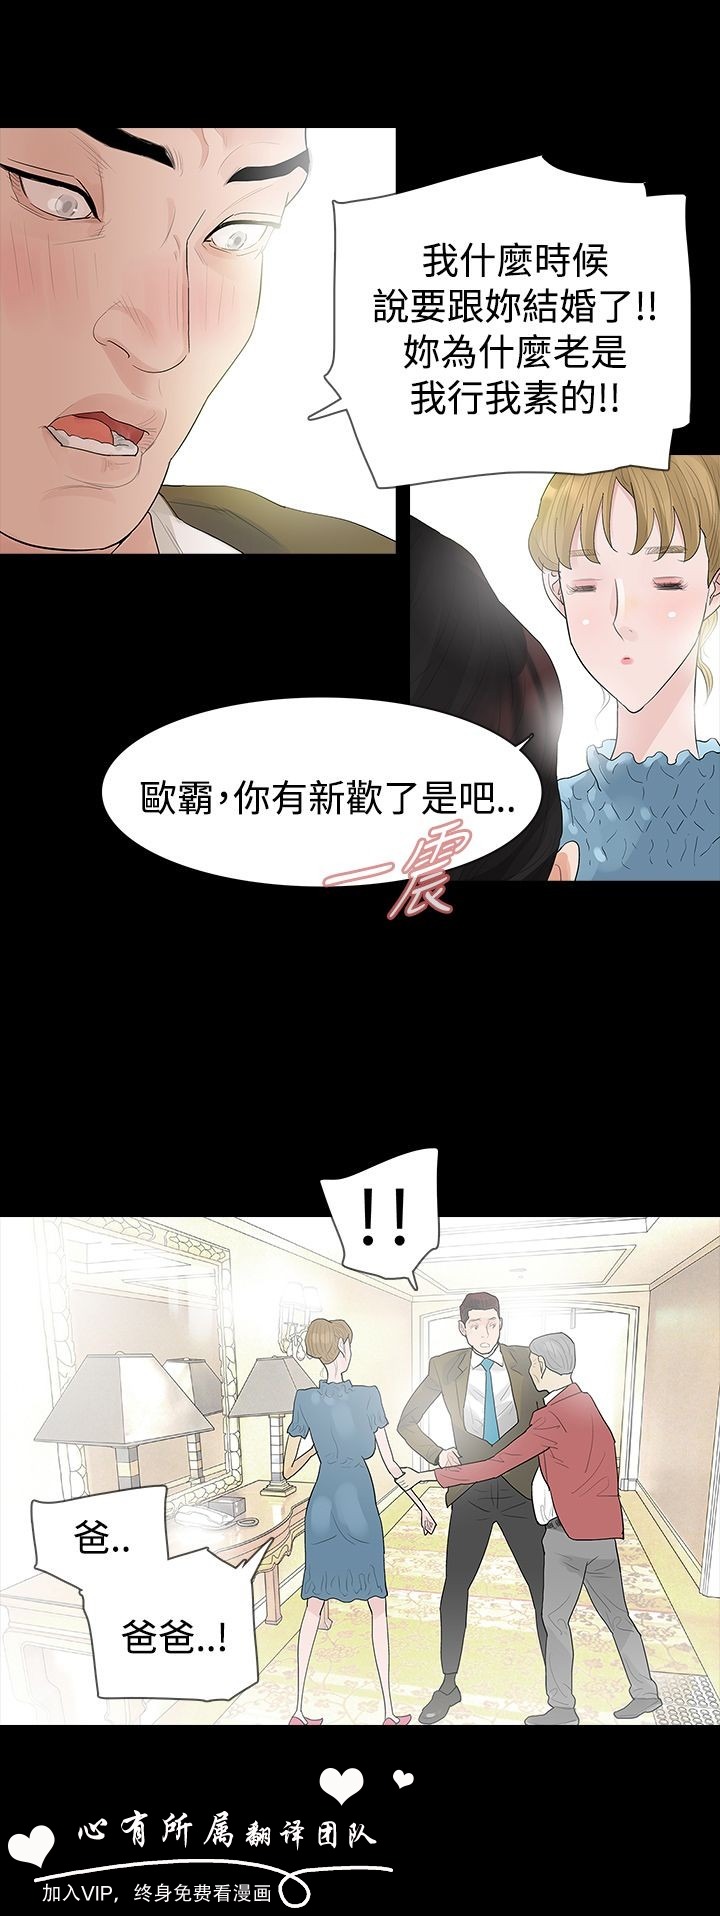 我什麼時候
說要跟妳結婚了!!
妳為什麼老是
我行我素的!!
歐霸,你有新歡了是吧..
一震
!!
爸..
爸爸..!
心有所属翻译团队
加入VIP，终身免费看漫画